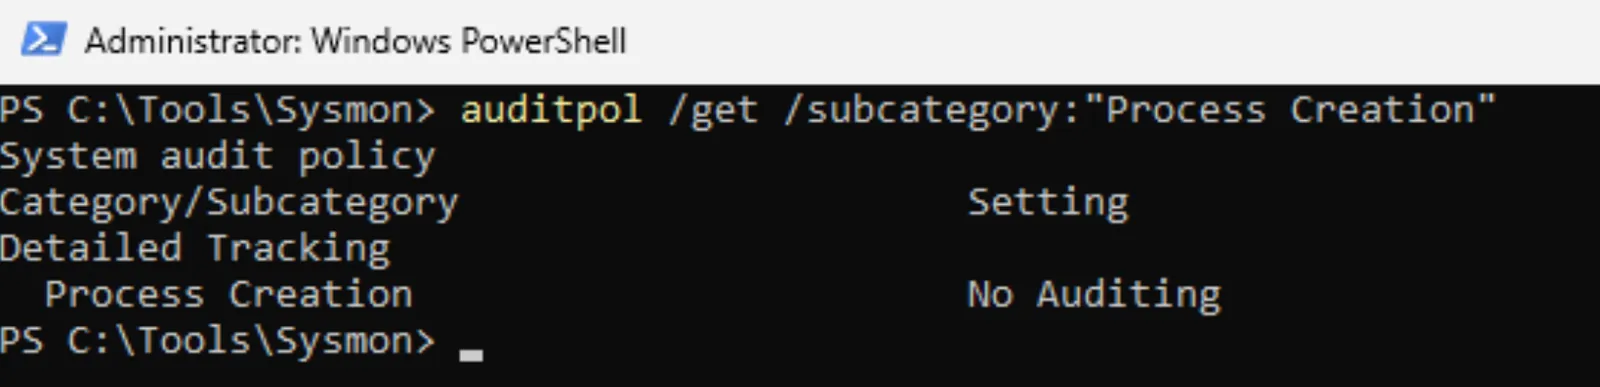 Administrator: Windows PowerShell
PS C:\Tools\Sysmon> auditpol /get /subcategory:"Process Creation"
System audit policy
Category/Subcategory                      Setting
Detailed Tracking
  Process Creation                        No Auditing
PS C:\Tools\Sysmon>